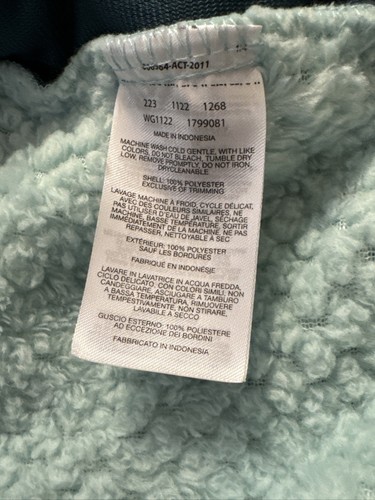 -ACT-2011
223 1122 1268
WG1122 1799081
MADE IN INDONESIA
MACHINE WASH COLD GENTLE, WITH LIKE
COLORS, DO NOT BLEACH, TUMBLE DRY
LOW, REMOVE PROMPTLY, DO NOT IRON,
DRYCLEANABLE
SHELL: 100% POLYESTER
EXCLUSIVE OF TRIMMING
LAVAGE MACHINE À FROID, CYCLE DÉLICAT,
AVEC DES COULEURS SIMILAIRES, NE
PAS UTILISER D'EAU DE JAVEL, SÉCHAGE
MACHINE, BASSE TEMPÉRATURE, SORTIR
IMMÉDIATEMENT DE LA MACHINE, NE PAS
REPASSER, NETTOYABLE À SEC
EXTÉRIEUR: 100% POLYESTER
SAUF LES BORDURES
FABRIQUÉ EN INDONÉSIE
LAVARE IN LAVATRICE IN ACQUA FREDDA,
CICLO DELICATO, CON COLORI SIMILI, NON
CANDEGGIARE, ASCIUGARE A TAMBURO
A BASSA TEMPERATURA, RIMUOVERE
TEMPESTIVAMENTE, NON STIRARE,
LAVABILE A SECCO
GUSCIO ESTERNO: 100% POLIESTERE
AD ECCEZIONE DEI BORDINI
FABBRICATO IN INDONESIA